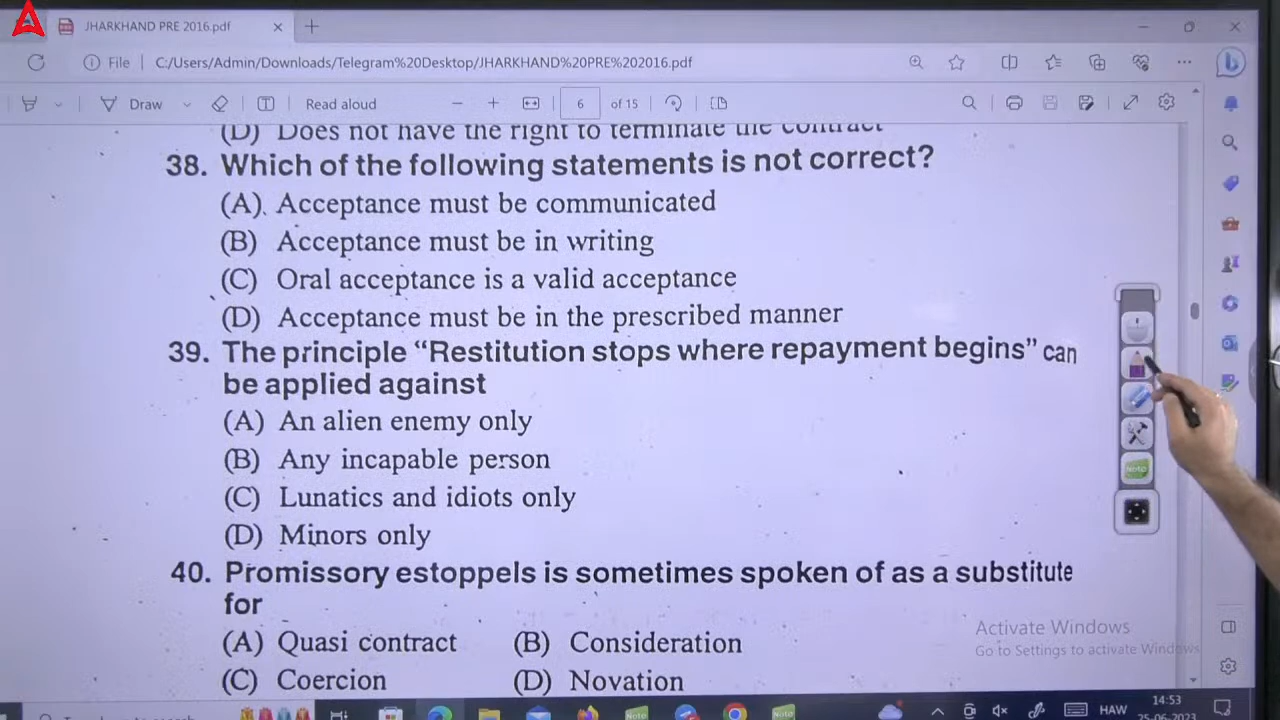 JHARKHAND PRE 2016.pdf
File | C:/Users/Admin/Downloads/Telegram%20Desktop/JHARKHAND%20PRE%202016.pdf
Draw Read aloud 6 of 15
(D) Does not have the right to terminate the contract
38. Which of the following statements is not correct?
(A) Acceptance must be communicated
(B) Acceptance must be in writing
(C) Oral acceptance is a valid acceptance
(D) Acceptance must be in the prescribed manner
39. The principle “Restitution stops where repayment begins” can
be applied against
(A) An alien enemy only
(B) Any incapable person
(C) Lunatics and idiots only
(D) Minors only
Note
40. Promissory estoppels is sometimes spoken of as a substitute
for
(A) Quasi contract (B) Consideration
(C) Coercion (D) Novation
Activate Windows
Go to Settings to activate Windows
14:53
HAW
25-06-2023